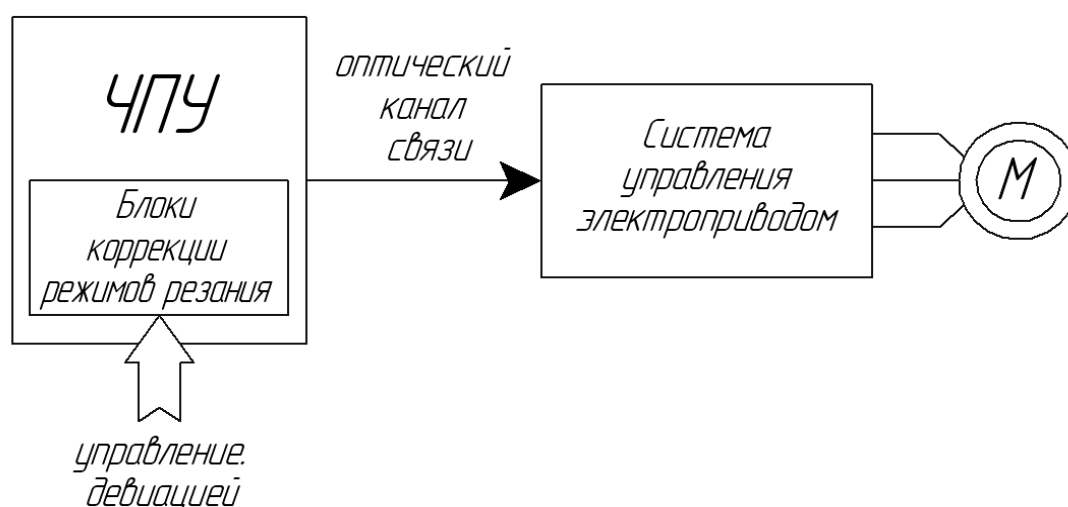 ЧПУ
Блоки
коррекции
режимов резания
оптический
канал
связи
Система
управления
электроприводом
М
управление.
девиацией